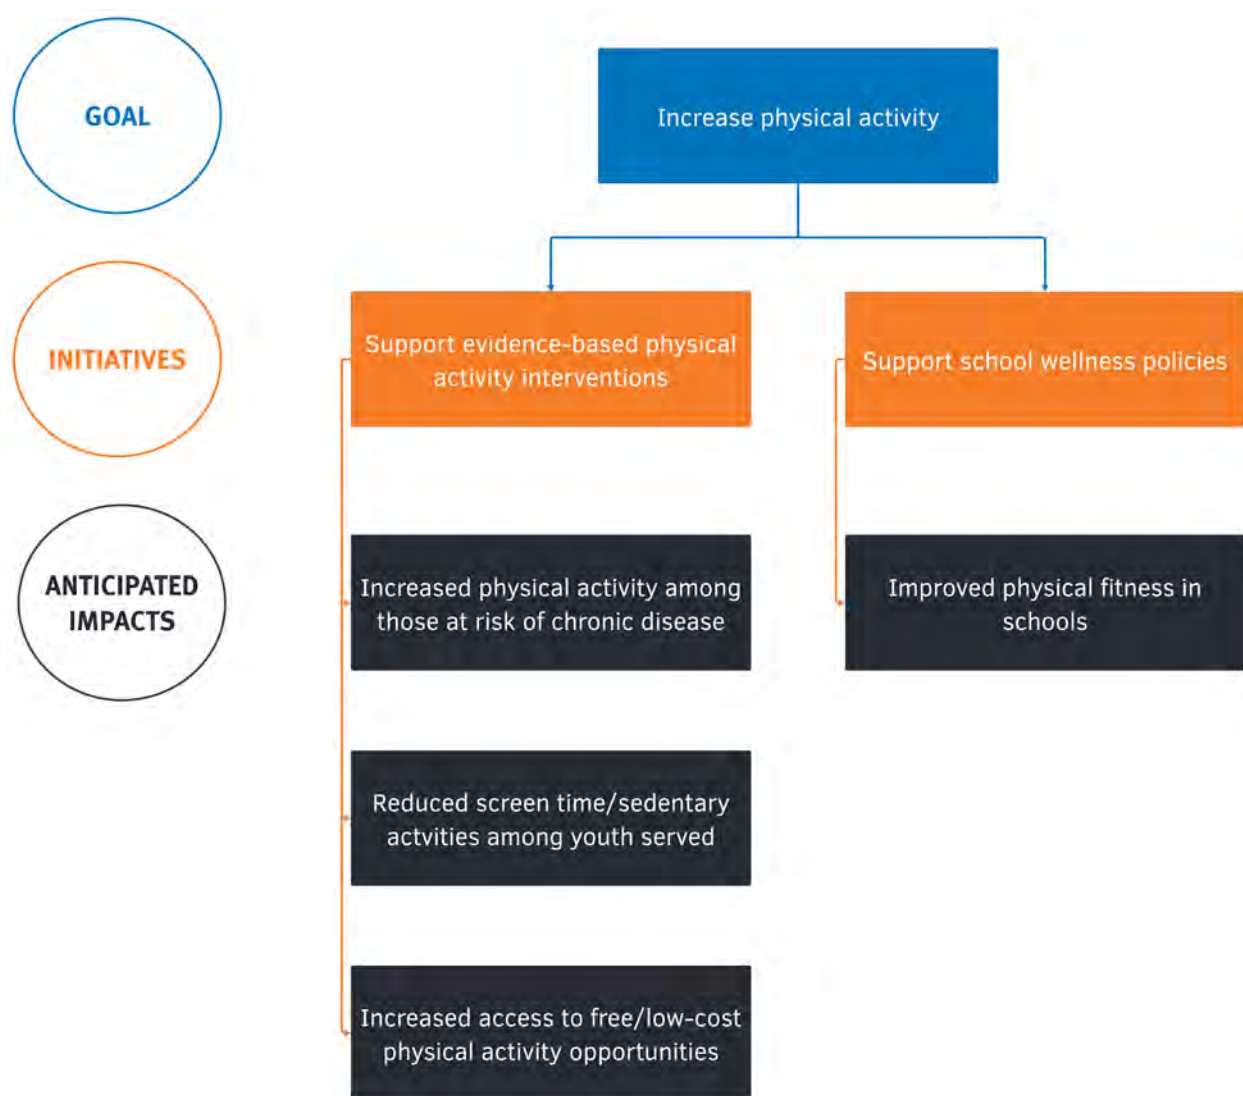 GOAL
Increase physical activity
INITIATIVES
Support evidence-based physical
activity interventions
Support school wellness policies
ANTICIPATED
IMPACTS
Increased physical activity among
those at risk of chronic disease
Improved physical fitness in
schools
Reduced screen time/sedentary
actvities among youth served
Increased access to free/low-cost
physical activity opportunities